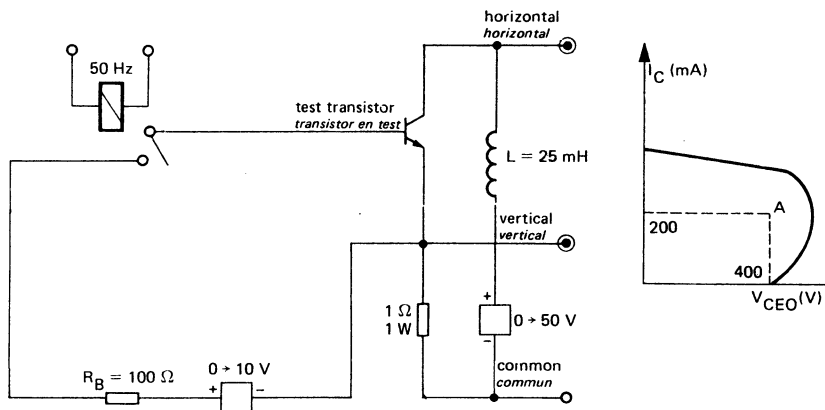 horizontal
horizontal
50 Hz
I_C (mA)
test transistor
transistor en test
L = 25 mH
vertical
vertical
A
200
400
V_CEO (V)
1 Ω
1 W
+
−
0 → 50 V
common
commun
R_B = 100 Ω
0 → 10 V
+
−